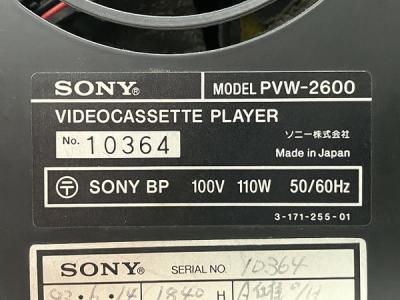 SONY® MODEL PVW-2600
VIDEOCASSETTE PLAYER
No. 10364
ソニー株式会社
Made in Japan
SONY BP 100V 110W 50/60Hz
3-171-255-01
SONY® SERIAL NO. 10364
1840 H